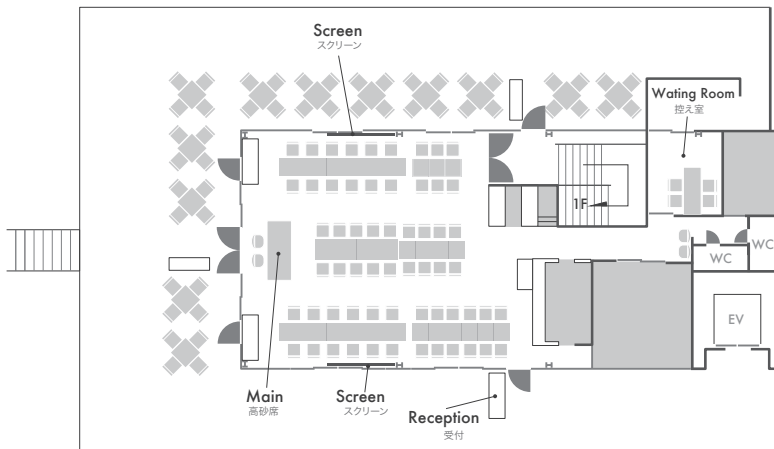 Screen
スクリーン
Wating Room
控え室
1F
WC
WC
EV
Main
高砂席
Screen
スクリーン
Reception
受付